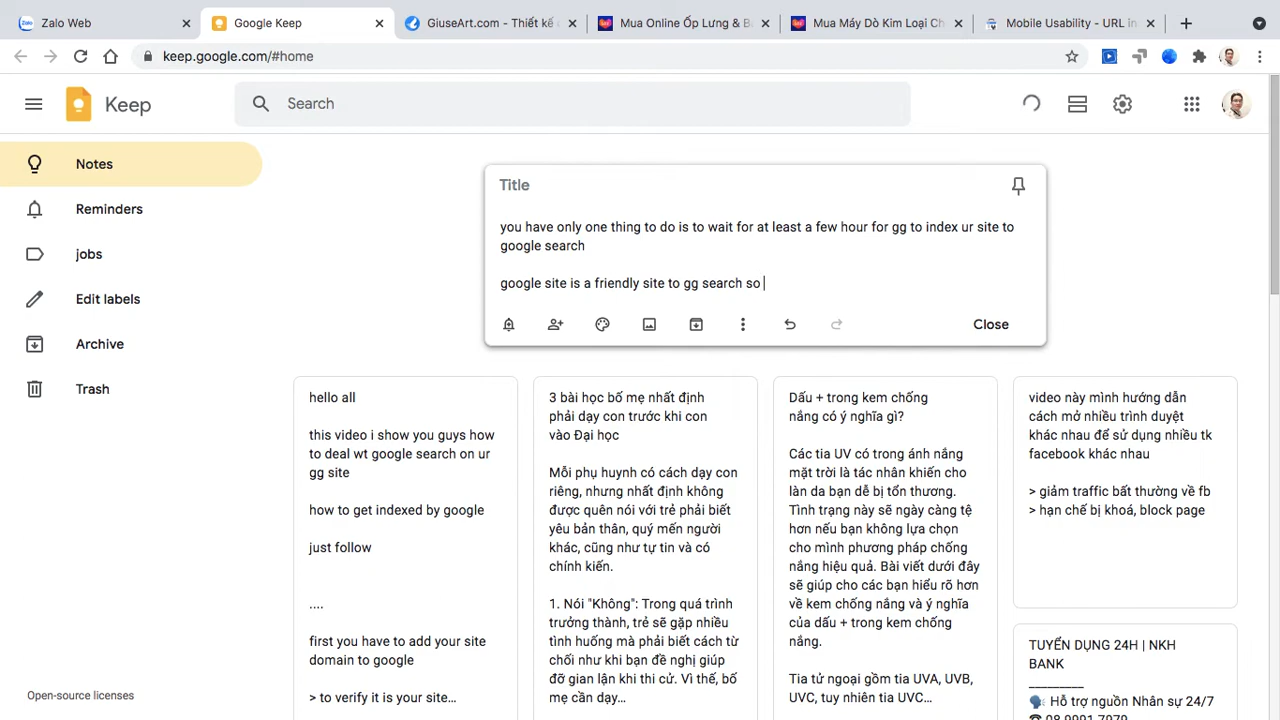 Zalo Web
Google Keep
GiuseArt.com - Thiết kế
Mua Online Ốp Lưng & B
Mua Máy Dò Kim Loại Ch
Mobile Usability - URL in
keep.google.com/#home
Keep
Search
Notes
Reminders
jobs
Edit labels
Archive
Trash
Open-source licenses
Title
you have only one thing to do is to wait for at least a few hour for gg to index ur site to
google search
google site is a friendly site to gg search so
Close
hello all
this video i show you guys how
to deal wt google search on ur
gg site
how to get indexed by google
just follow
....
first you have to add your site
domain to google
> to verify it is your site...
3 bài học bố mẹ nhất định
phải dạy con trước khi con
vào Đại học
Mỗi phụ huynh có cách dạy con
riêng, nhưng nhất định không
được quên nói với trẻ phải biết
yêu bản thân, quý mến người
khác, cũng như tự tin và có
chính kiến.
1. Nói "Không": Trong quá trình
trưởng thành, trẻ sẽ gặp nhiều
tình huống mà phải biết cách từ
chối như khi bạn đề nghị giúp
đỡ gian lận khi thi cử. Vì thế, bố
mẹ cần dạy...
Dấu + trong kem chống
nắng có ý nghĩa gì?
Các tia UV có trong ánh nắng
mặt trời là tác nhân khiến cho
làn da bạn dễ bị tổn thương.
Tình trạng này sẽ ngày càng tệ
hơn nếu bạn không lựa chọn
cho mình phương pháp chống
nắng hiệu quả. Bài viết dưới đây
sẽ giúp cho các bạn hiểu rõ hơn
về kem chống nắng và ý nghĩa
của dấu + trong kem chống
nắng.
Tia tử ngoại gồm tia UVA, UVB,
UVC, tuy nhiên tia UVC...
video này mình hướng dẫn
cách mở nhiều trình duyệt
khác nhau để sử dụng nhiều tk
facebook khác nhau
> giảm traffic bất thường về fb
> hạn chế bị khoá, block page
TUYỂN DỤNG 24H | NKH
BANK
_________
🗣️ Hỗ trợ nguồn Nhân sự 24/7
☎ 08.9991.7979